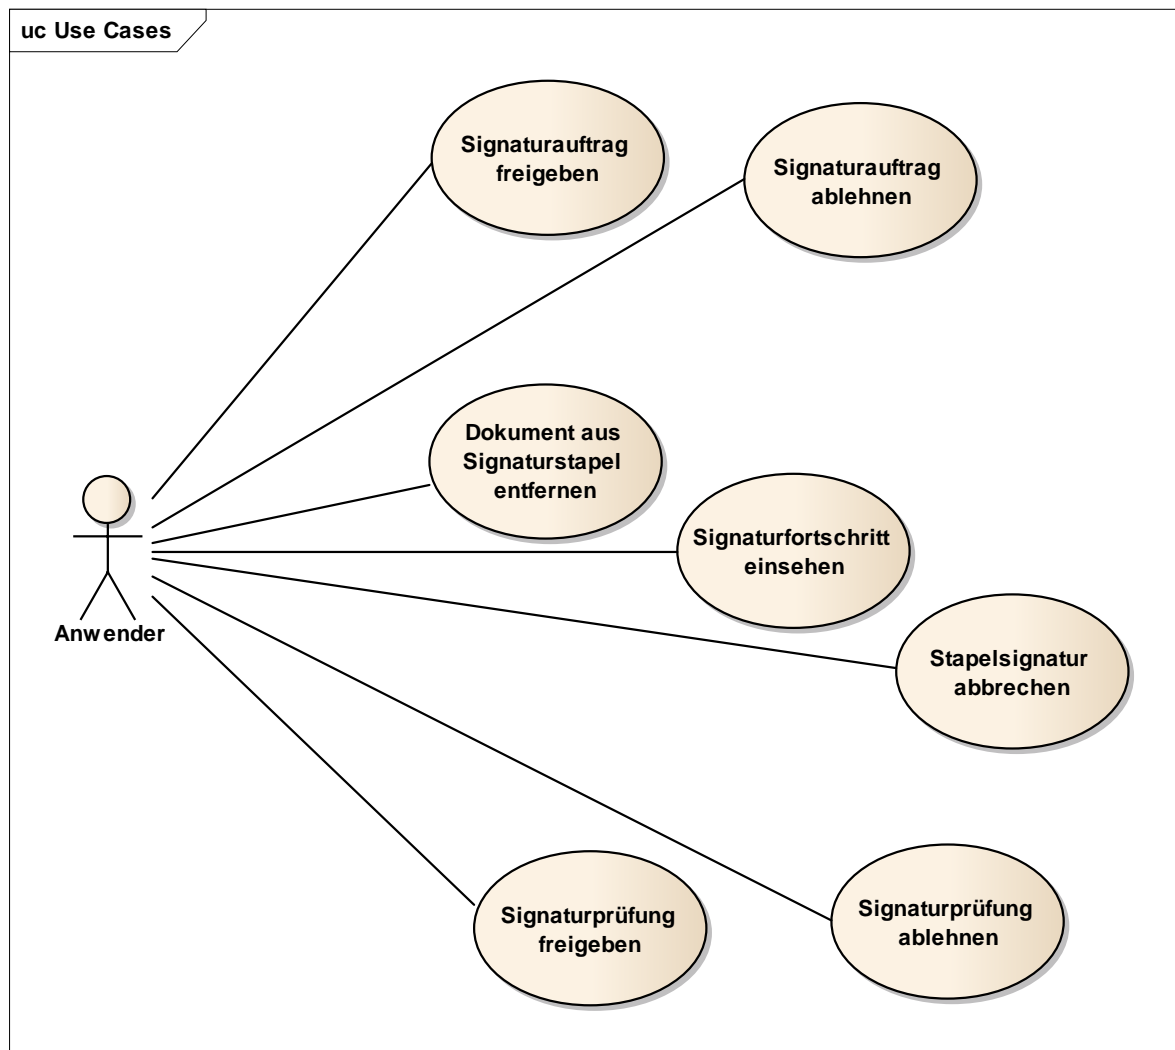 uc Use Cases
Signaturauftrag
freigeben
Signaturauftrag
ablehnen
Dokument aus
Signaturstapel
entfernen
Signaturfortschritt
einsehen
Anwender
Stapelsignatur
abbrechen
Signaturprüfung
freigeben
Signaturprüfung
ablehnen